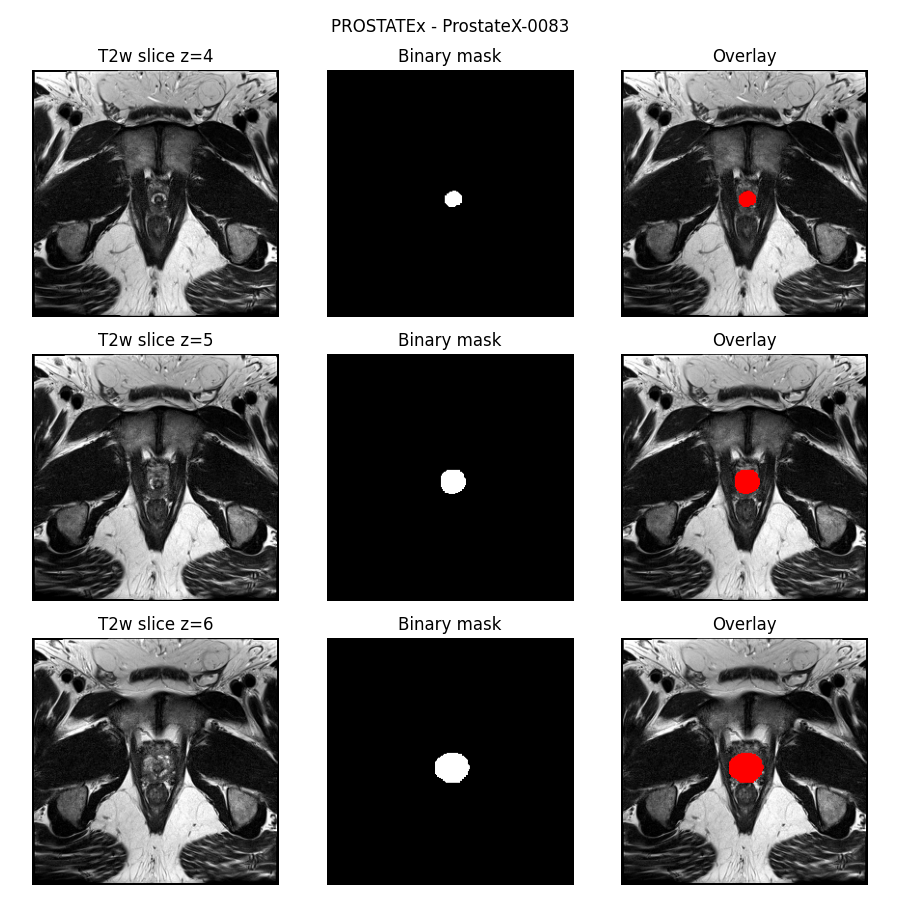 PROSTATEx - ProstateX-0083
T2w slice z=4
Binary mask
Overlay
T2w slice z=5
Binary mask
Overlay
T2w slice z=6
Binary mask
Overlay